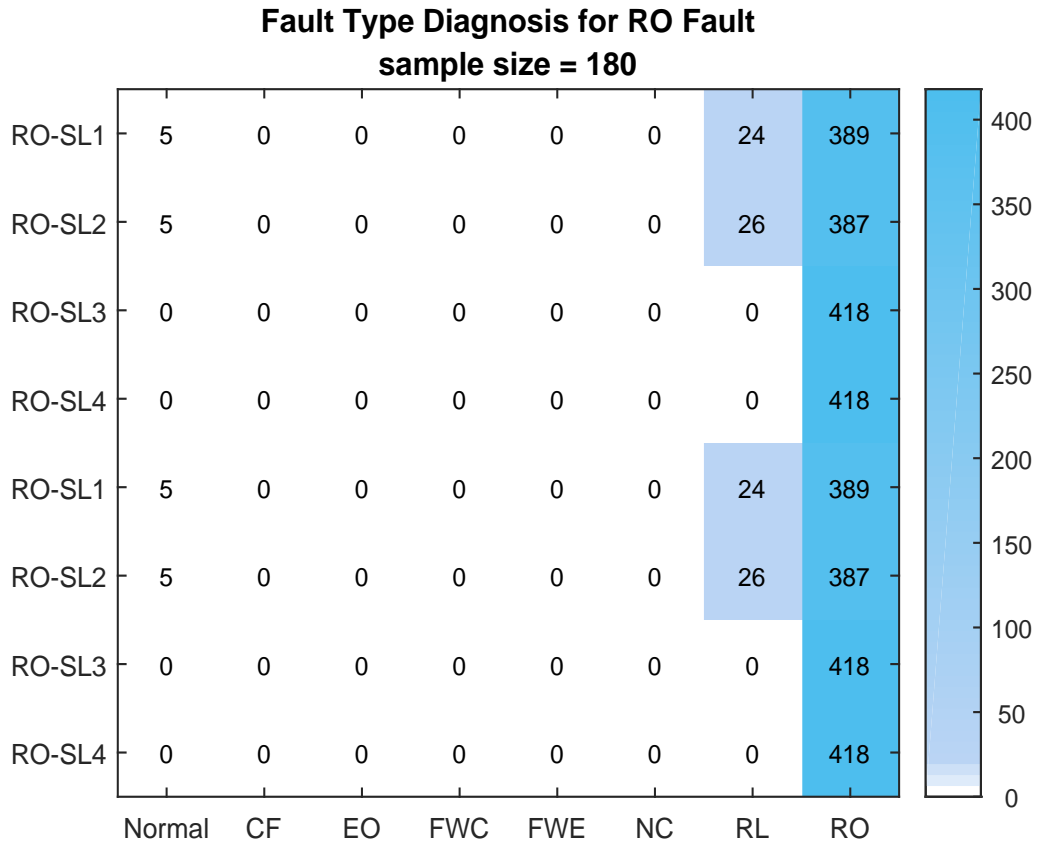 Fault Type Diagnosis for RO Fault
sample size = 180
RO-SL1 5 0 0 0 0 0 24 389
RO-SL2 5 0 0 0 0 0 26 387
RO-SL3 0 0 0 0 0 0 0 418
RO-SL4 0 0 0 0 0 0 0 418
RO-SL1 5 0 0 0 0 0 24 389
RO-SL2 5 0 0 0 0 0 26 387
RO-SL3 0 0 0 0 0 0 0 418
RO-SL4 0 0 0 0 0 0 0 418
Normal CF EO FWC FWE NC RL RO
400
350
300
250
200
150
100
50
0